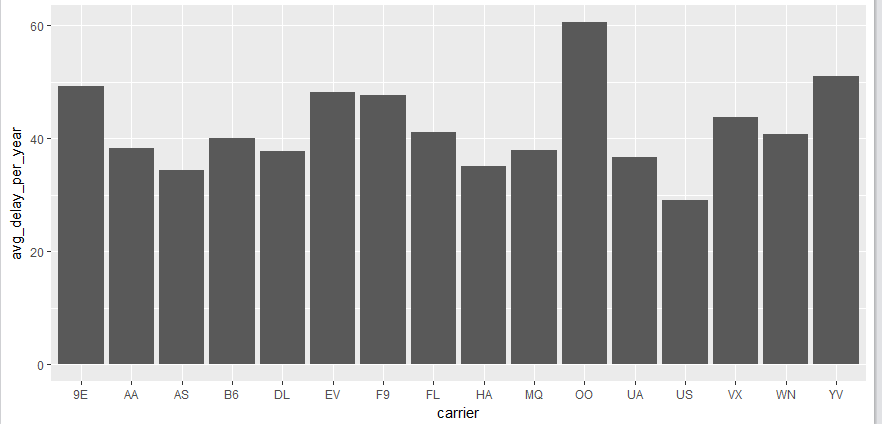 60
40
20
0
avg_delay_per_year
9E AA AS B6 DL EV F9 FL HA MQ OO UA US VX WN YV
carrier